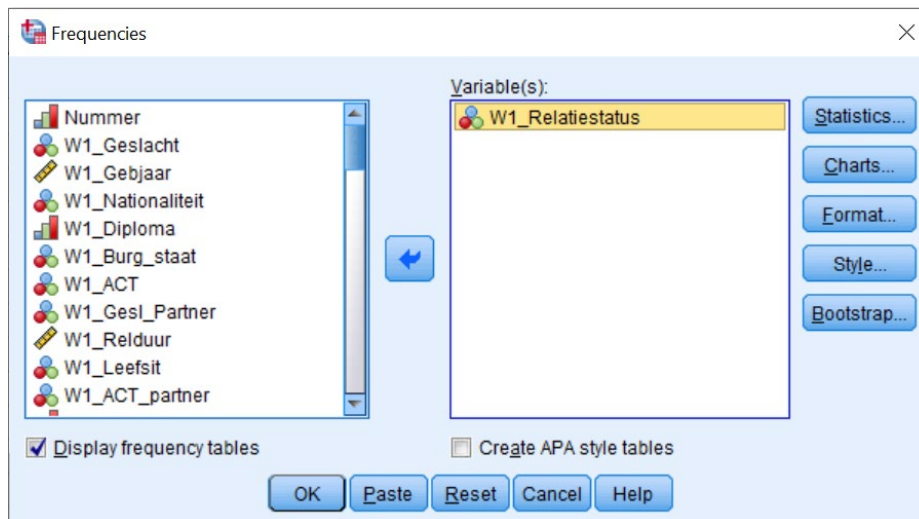 Frequencies
Variable(s):
Nummer
W1_Geslacht
W1_Gebjaar
W1_Nationaliteit
W1_Diploma
W1_Burg_staat
W1_ACT
W1_Gesl_Partner
W1_Relduur
W1_Leefsit
W1_ACT_partner
W1_Relatiestatus
Statistics...
Charts...
Format...
Style...
Bootstrap...
Display frequency tables
Create APA style tables
OK Paste Reset Cancel Help